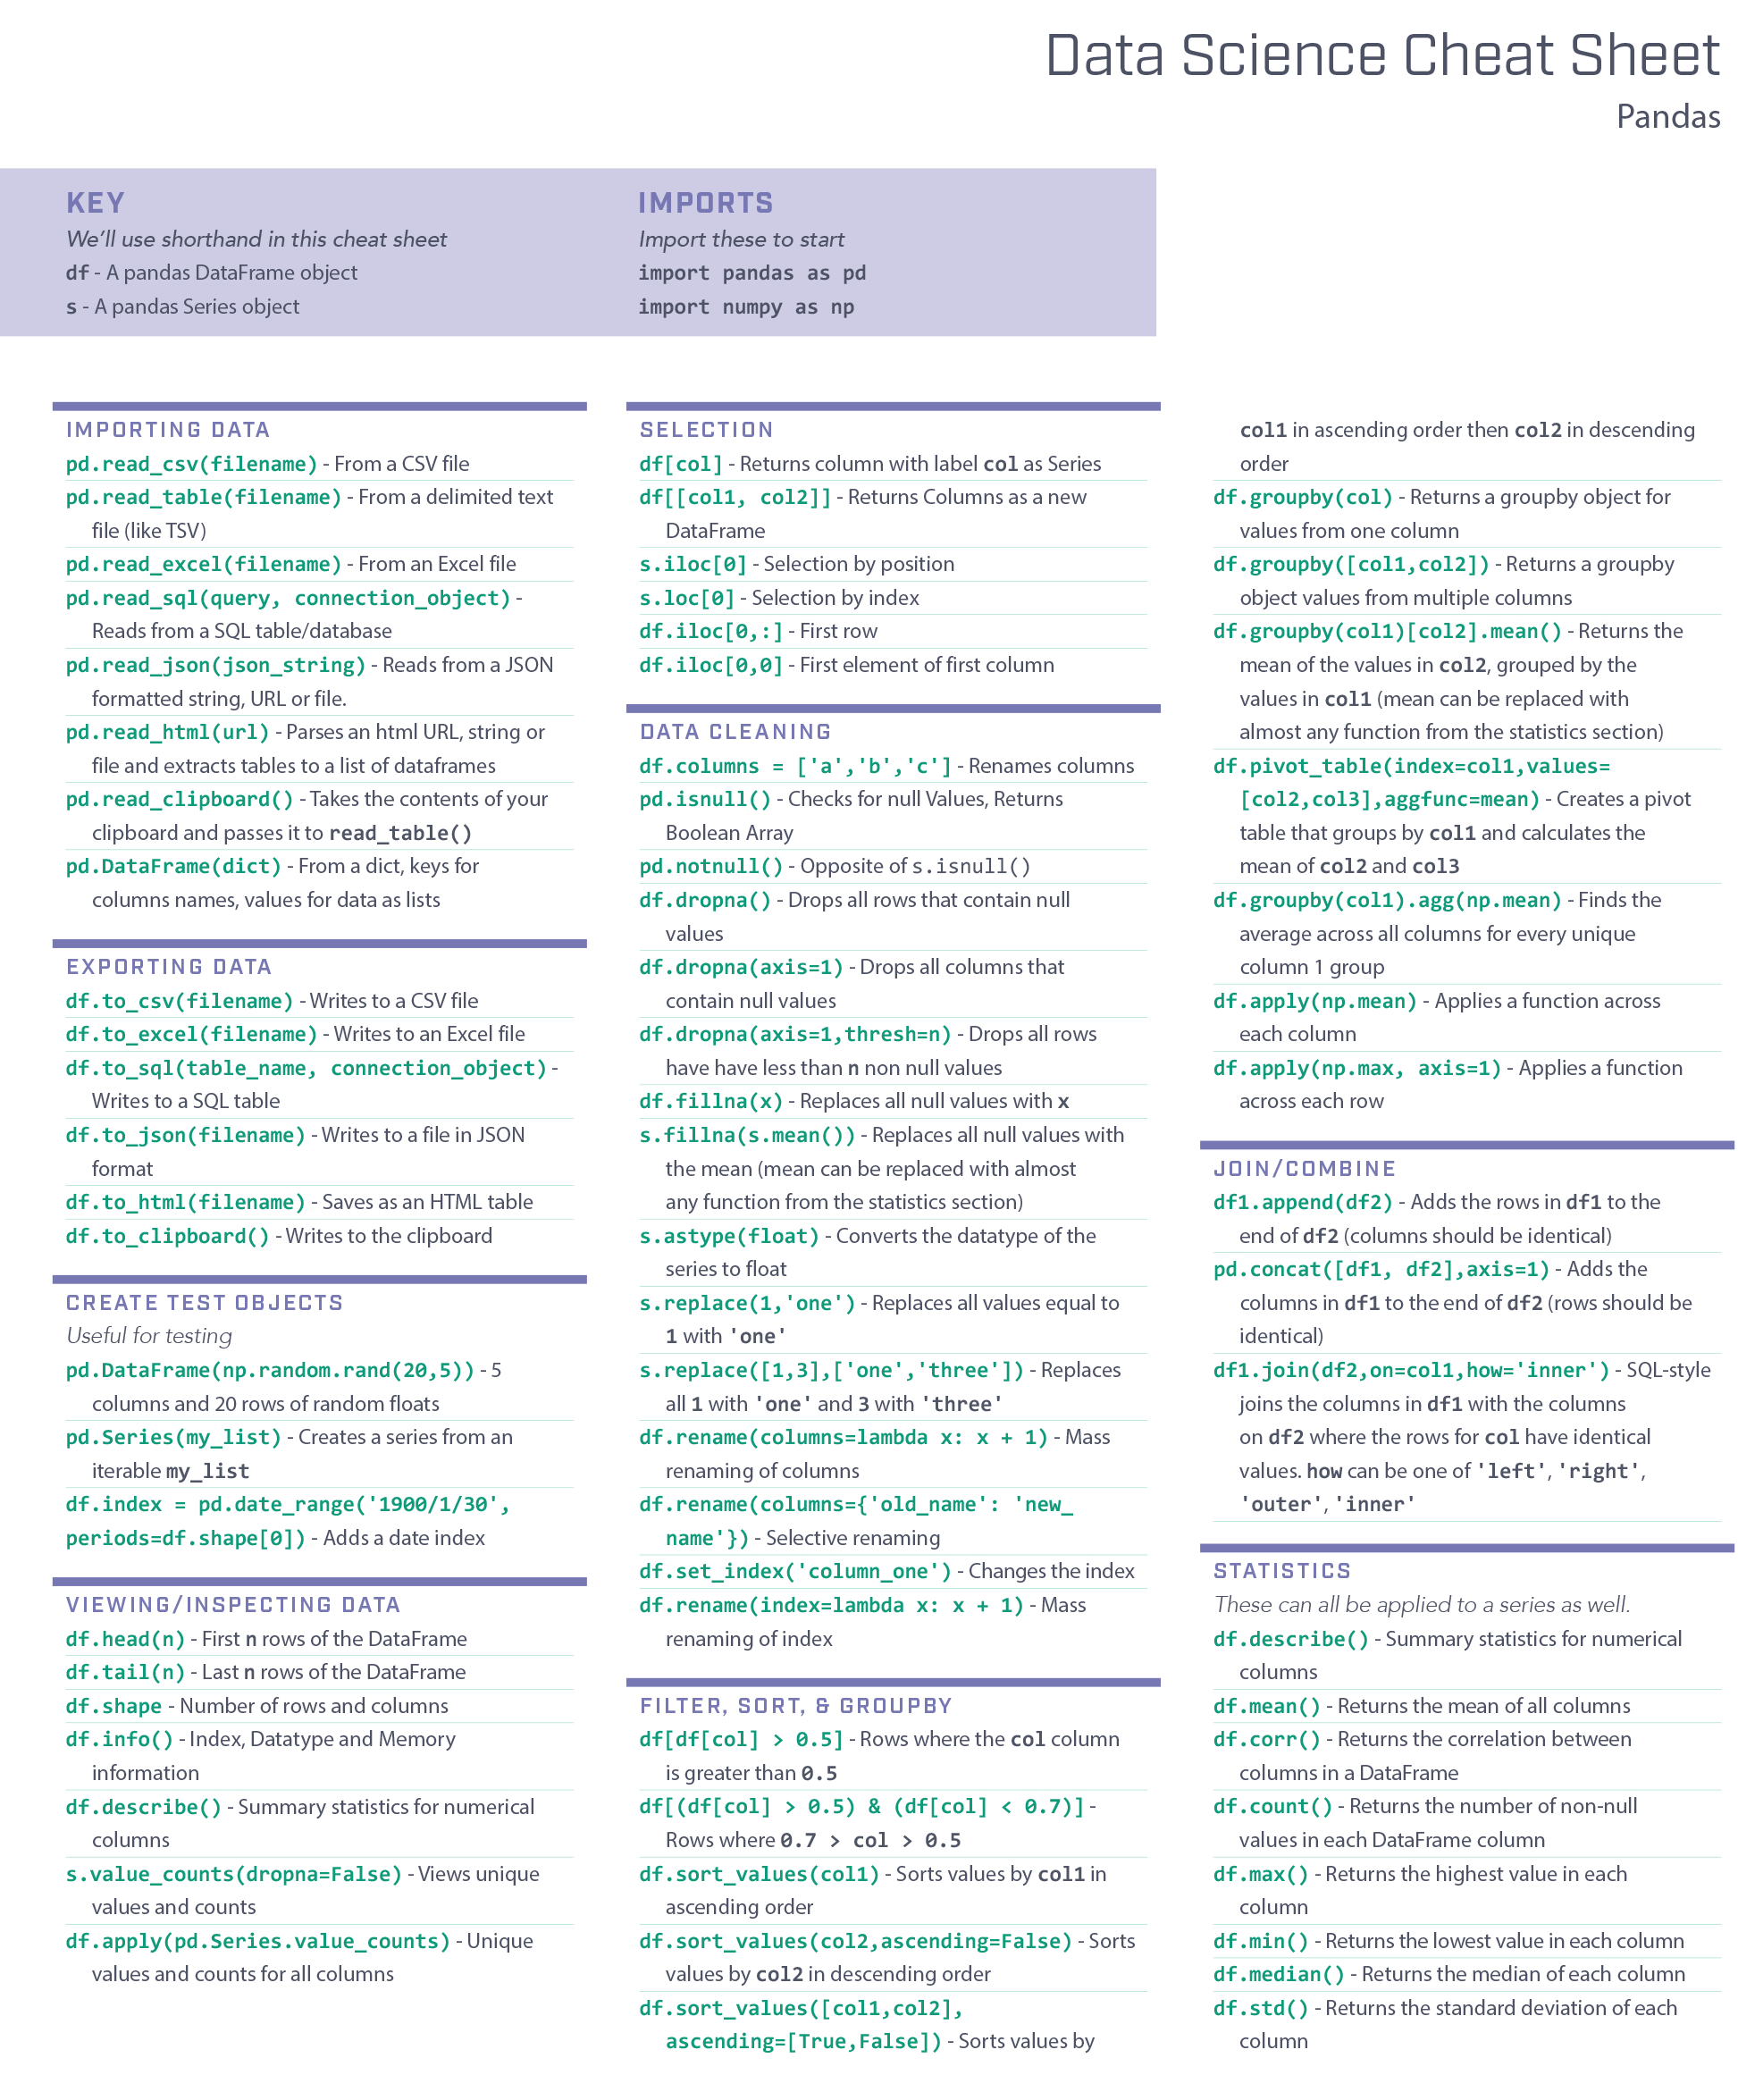 Data Science Cheat Sheet
Pandas
KEY
We'll use shorthand in this cheat sheet
df - A pandas DataFrame object
s - A pandas Series object
IMPORTS
Import these to start
import pandas as pd
import numpy as np
IMPORTING DATA
pd.read_csv(filename) - From a CSV file
pd.read_table(filename) - From a delimited text
file (like TSV)
pd.read_excel(filename) - From an Excel file
pd.read_sql(query, connection_object) -
Reads from a SQL table/database
pd.read_json(json_string) - Reads from a JSON
formatted string, URL or file.
pd.read_html(url) - Parses an html URL, string or
file and extracts tables to a list of dataframes
pd.read_clipboard() - Takes the contents of your
clipboard and passes it to read_table()
pd.DataFrame(dict) - From a dict, keys for
columns names, values for data as lists
EXPORTING DATA
df.to_csv(filename) - Writes to a CSV file
df.to_excel(filename) - Writes to an Excel file
df.to_sql(table_name, connection_object) -
Writes to a SQL table
df.to_json(filename) - Writes to a file in JSON
format
df.to_html(filename) - Saves as an HTML table
df.to_clipboard() - Writes to the clipboard
CREATE TEST OBJECTS
Useful for testing
pd.DataFrame(np.random.rand(20,5)) - 5
columns and 20 rows of random floats
pd.Series(my_list) - Creates a series from an
iterable my_list
df.index = pd.date_range('1900/1/30',
periods=df.shape[0]) - Adds a date index
VIEWING/INSPECTING DATA
df.head(n) - First n rows of the DataFrame
df.tail(n) - Last n rows of the DataFrame
df.shape - Number of rows and columns
df.info() - Index, Datatype and Memory
information
df.describe() - Summary statistics for numerical
columns
s.value_counts(dropna=False) - Views unique
values and counts
df.apply(pd.Series.value_counts) - Unique
values and counts for all columns
SELECTION
df[col] - Returns column with label col as Series
df[[col1, col2]] - Returns Columns as a new
DataFrame
s.iloc[0] - Selection by position
s.loc[0] - Selection by index
df.iloc[0,:] - First row
df.iloc[0,0] - First element of first column
DATA CLEANING
df.columns = ['a','b','c'] - Renames columns
pd.isnull() - Checks for null Values, Returns
Boolean Array
pd.notnull() - Opposite of s.isnull()
df.dropna() - Drops all rows that contain null
values
df.dropna(axis=1) - Drops all columns that
contain null values
df.dropna(axis=1,thresh=n) - Drops all rows
have have less than n non null values
df.fillna(x) - Replaces all null values with x
s.fillna(s.mean()) - Replaces all null values with
the mean (mean can be replaced with almost
any function from the statistics section)
s.astype(float) - Converts the datatype of the
series to float
s.replace(1,'one') - Replaces all values equal to
1 with 'one'
s.replace([1,3],['one','three']) - Replaces
all 1 with 'one' and 3 with 'three'
df.rename(columns=lambda x: x + 1) - Mass
renaming of columns
df.rename(columns={'old_name': 'new_
name'}) - Selective renaming
df.set_index('column_one') - Changes the index
df.rename(index=lambda x: x + 1) - Mass
renaming of index
FILTER, SORT, & GROUPBY
df[df[col] > 0.5] - Rows where the col column
is greater than 0.5
df[(df[col] > 0.5) & (df[col] < 0.7)] -
Rows where 0.7 > col > 0.5
df.sort_values(col1) - Sorts values by col1 in
ascending order
df.sort_values(col2,ascending=False) - Sorts
values by col2 in descending order
df.sort_values([col1,col2],
ascending=[True,False]) - Sorts values by
col1 in ascending order then col2 in descending
order
df.groupby(col) - Returns a groupby object for
values from one column
df.groupby([col1,col2]) - Returns a groupby
object values from multiple columns
df.groupby(col1)[col2].mean() - Returns the
mean of the values in col2, grouped by the
values in col1 (mean can be replaced with
almost any function from the statistics section)
df.pivot_table(index=col1,values=
[col2,col3],aggfunc=mean) - Creates a pivot
table that groups by col1 and calculates the
mean of col2 and col3
df.groupby(col1).agg(np.mean) - Finds the
average across all columns for every unique
column 1 group
df.apply(np.mean) - Applies a function across
each column
df.apply(np.max, axis=1) - Applies a function
across each row
JOIN/COMBINE
df1.append(df2) - Adds the rows in df1 to the
end of df2 (columns should be identical)
pd.concat([df1, df2],axis=1) - Adds the
columns in df1 to the end of df2 (rows should be
identical)
df1.join(df2,on=col1,how='inner') - SQL-style
joins the columns in df1 with the columns
on df2 where the rows for col have identical
values. how can be one of 'left', 'right',
'outer', 'inner'
STATISTICS
These can all be applied to a series as well.
df.describe() - Summary statistics for numerical
columns
df.mean() - Returns the mean of all columns
df.corr() - Returns the correlation between
columns in a DataFrame
df.count() - Returns the number of non-null
values in each DataFrame column
df.max() - Returns the highest value in each
column
df.min() - Returns the lowest value in each column
df.median() - Returns the median of each column
df.std() - Returns the standard deviation of each
column